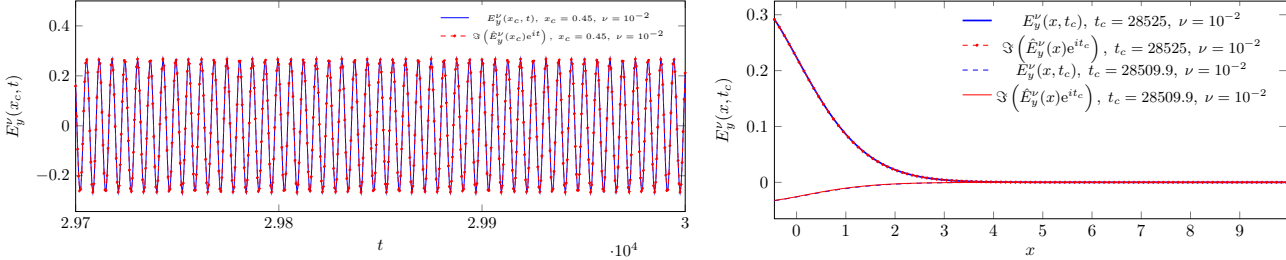 E_y^ν(x_c, t), x_c = 0.45, ν = 10^{-2}
ℑ(Ê_y^ν(x_c)e^{it}), x_c = 0.45, ν = 10^{-2}
0.4
0.2
0
−0.2
E_y^ν(x_c, t)
2.97
2.98
2.99
3
·10^4
t
E_y^ν(x, t_c), t_c = 28525, ν = 10^{-2}
ℑ(Ê_y^ν(x)e^{it_c}), t_c = 28525, ν = 10^{-2}
E_y^ν(x, t_c), t_c = 28509.9, ν = 10^{-2}
ℑ(Ê_y^ν(x)e^{it_c}), t_c = 28509.9, ν = 10^{-2}
0.3
0.2
0.1
0
E_y^ν(x, t_c)
0 1 2 3 4 5 6 7 8 9
x